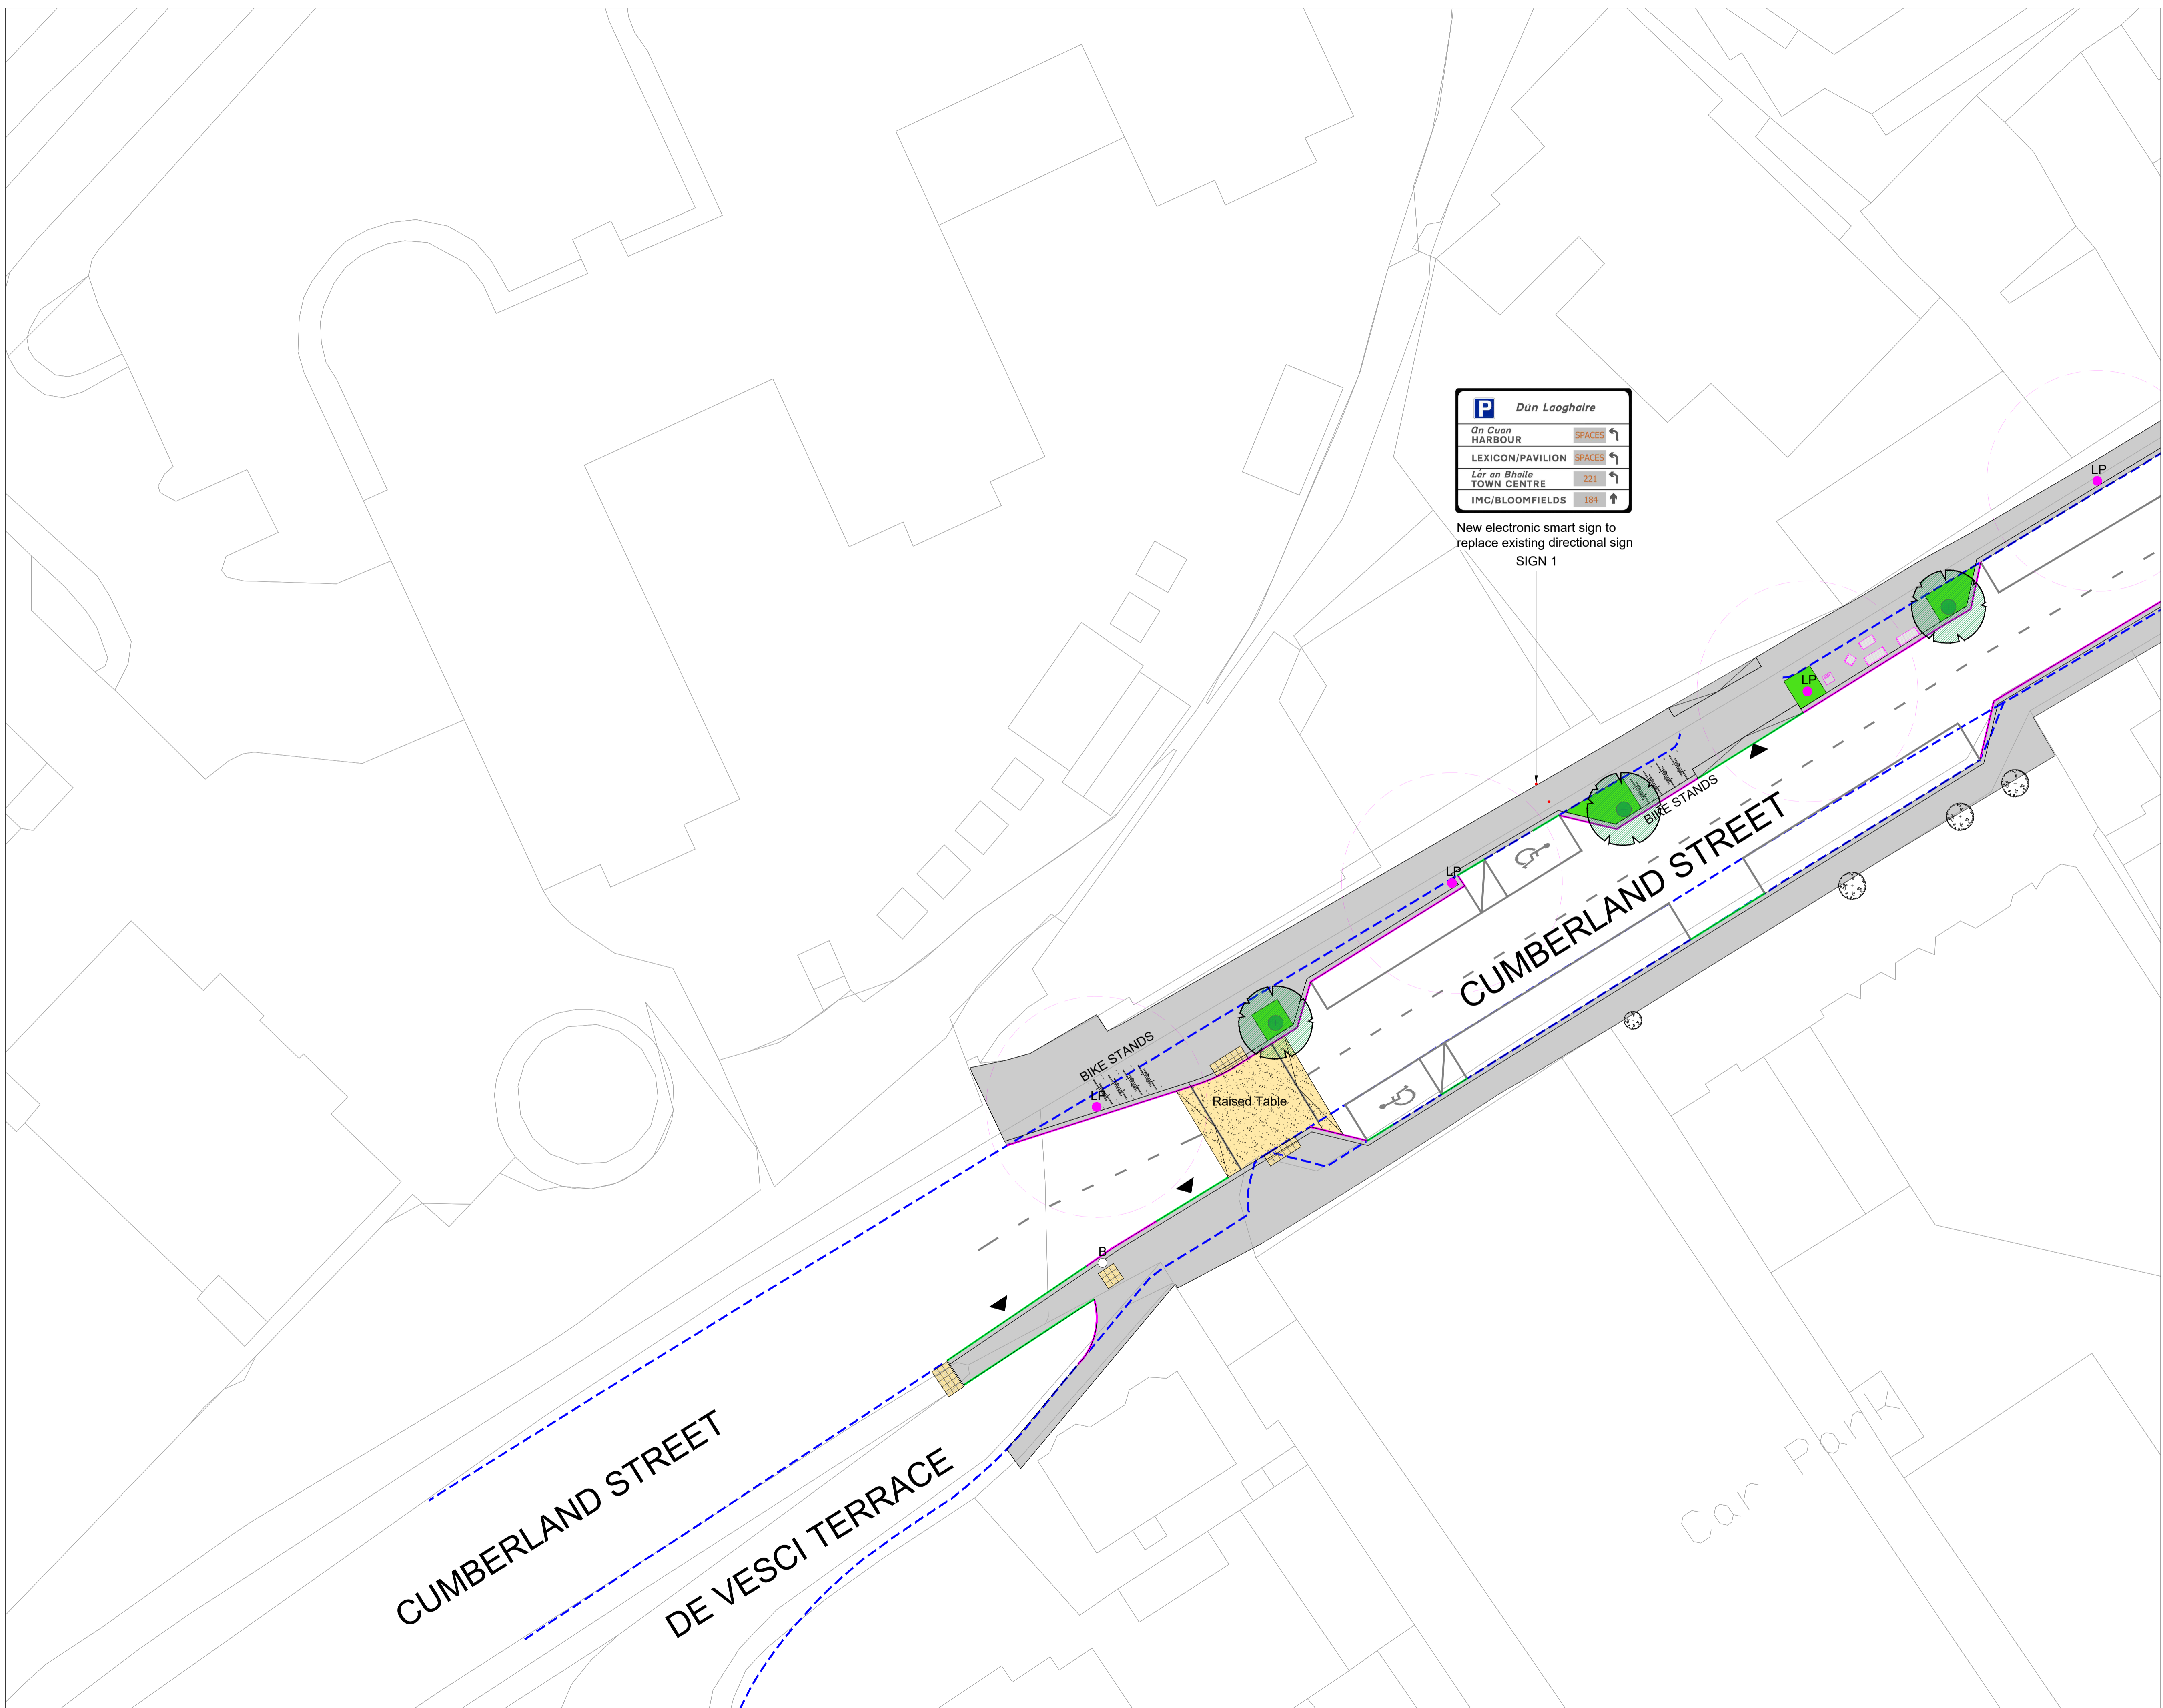 P Dún Laoghaire
an Cuan
HARBOUR SPACES
LEXICON/PAVILION SPACES
Lár an Bhaile
TOWN CENTRE 221
IMC/BLOOMFIELDS 184
New electronic smart sign to
replace existing directional sign
SIGN 1
LP
LP
BIKE STANDS
CUMBERLAND STREET
LP
BIKE STANDS
LP
Raised Table
B
CUMBERLAND STREET
DE VESCI TERRACE
Car Park